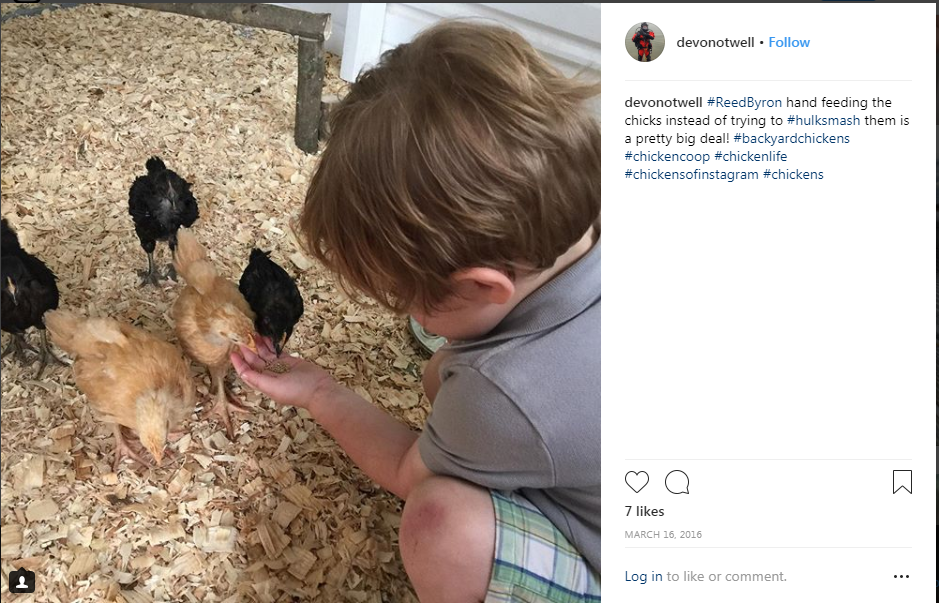 devonotwell • Follow
devonotwell #ReedByron hand feeding the
chicks instead of trying to #hulksmash them is
a pretty big deal! #backyardchickens
#chickencoop #chickenlife
#chickensofinstagram #chickens
7 likes
MARCH 16, 2016
Log in to like or comment.